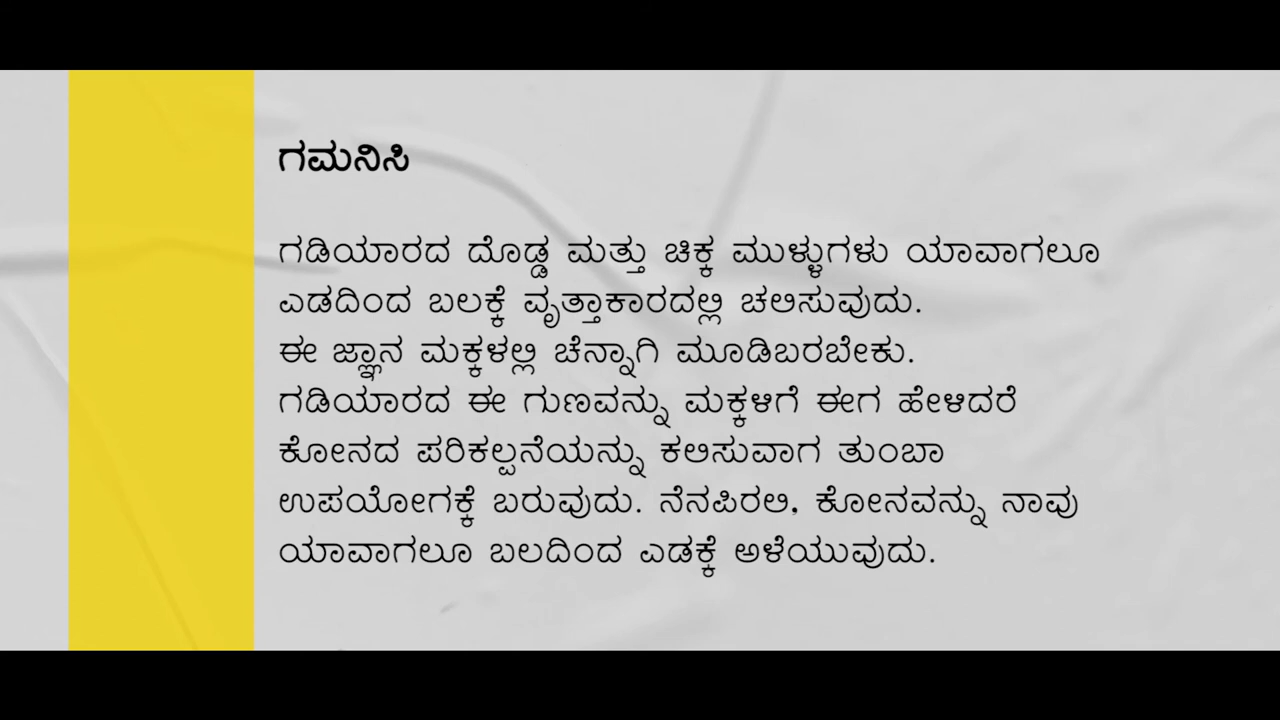 ಗಮನಿಸಿ
ಗಡಿಯಾರದ ದೊಡ್ಡ ಮತ್ತು ಚಿಕ್ಕ ಮುಳ್ಳುಗಳು ಯಾವಾಗಲೂ
ಎಡದಿಂದ ಬಲಕ್ಕೆ ವೃತ್ತಾಕಾರದಲ್ಲಿ ಚಲಿಸುವುದು.
ಈ ಜ್ಞಾನ ಮಕ್ಕಳಲ್ಲಿ ಚೆನ್ನಾಗಿ ಮೂಡಿಬರಬೇಕು.
ಗಡಿಯಾರದ ಈ ಗುಣವನ್ನು ಮಕ್ಕಳಿಗೆ ಈಗ ಹೇಳಿದರೆ
ಕೋನದ ಪರಿಕಲ್ಪನೆಯನ್ನು ಕಲಿಸುವಾಗ ತುಂಬಾ
ಉಪಯೋಗಕ್ಕೆ ಬರುವುದು. ನೆನಪಿರಲಿ, ಕೋನವನ್ನು ನಾವು
ಯಾವಾಗಲೂ ಬಲದಿಂದ ಎಡಕ್ಕೆ ಅಳೆಯುವುದು.